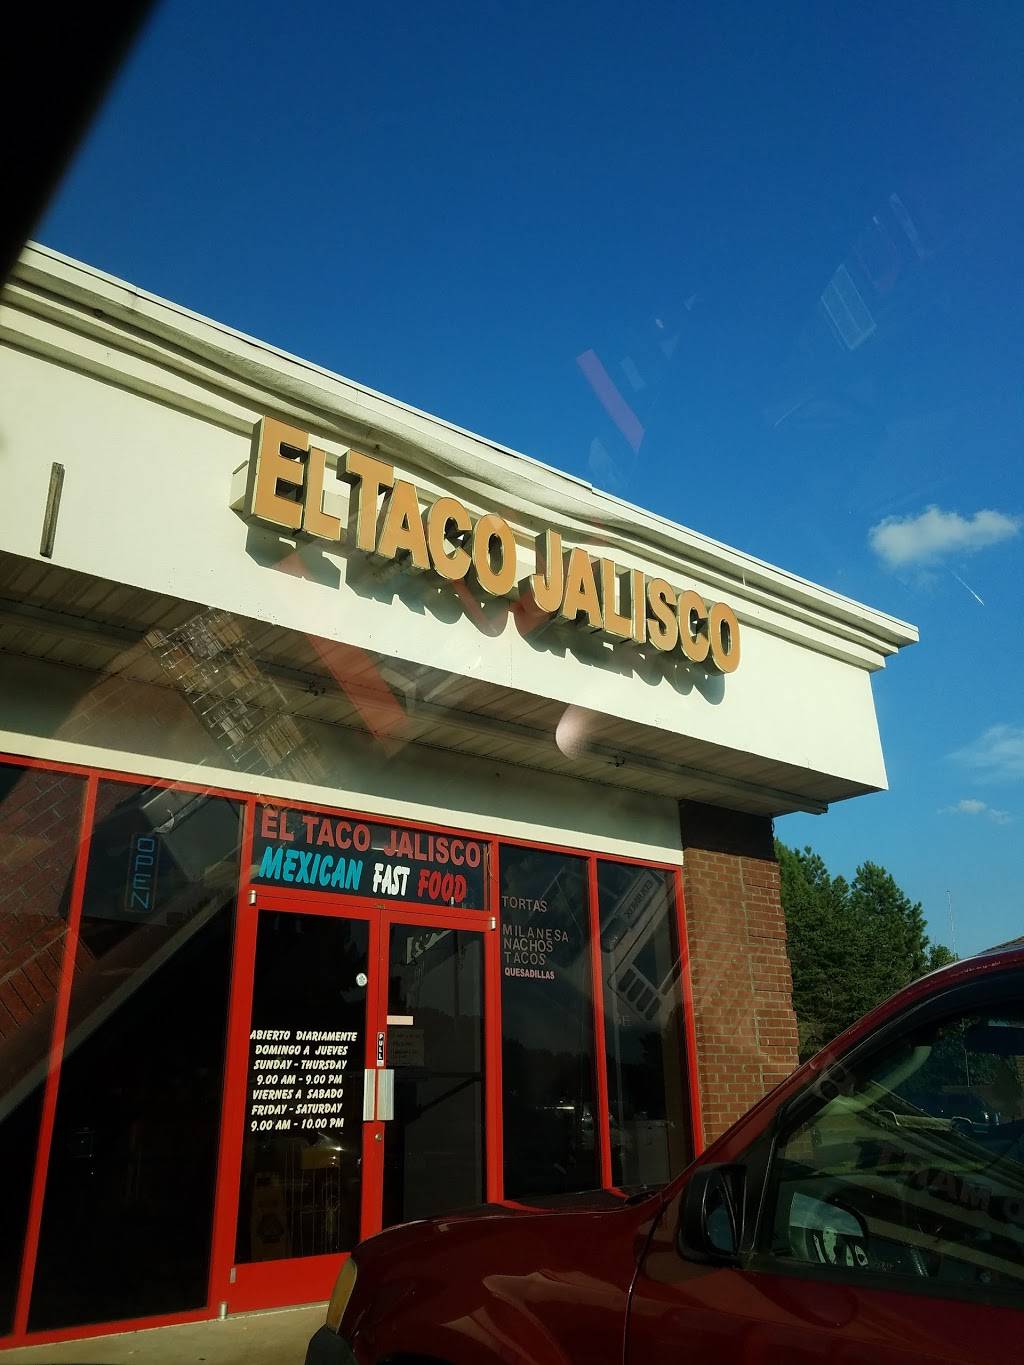 EL TACO JALISCO
EL TACO JALISCO
MEXICAN FAST FOOD
OPEN
TORTAS
MILANESA
NACHOS
TACOS
QUESADILLAS
ABIERTO DIARIAMENTE
DOMINGO A JUEVES
SUNDAY - THURSDAY
9.00 AM - 9.00 PM
VIERNES A SABADO
FRIDAY - SATURDAY
9.00 AM - 10.00 PM
PULL